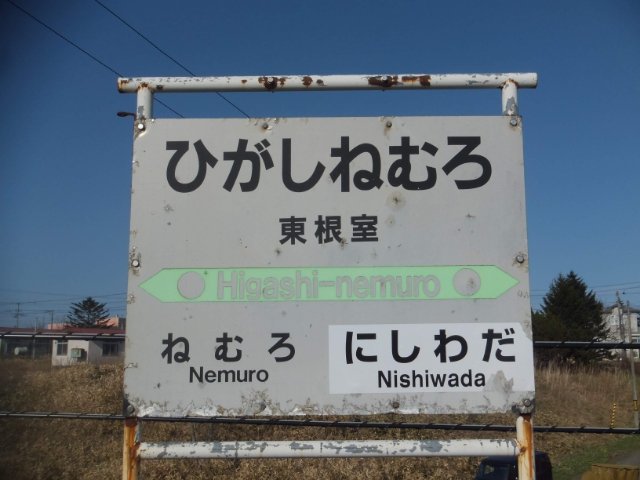 ひがしねむろ
東根室
Higashi-nemuro
ねむろ にしわだ
Nemuro Nishiwada